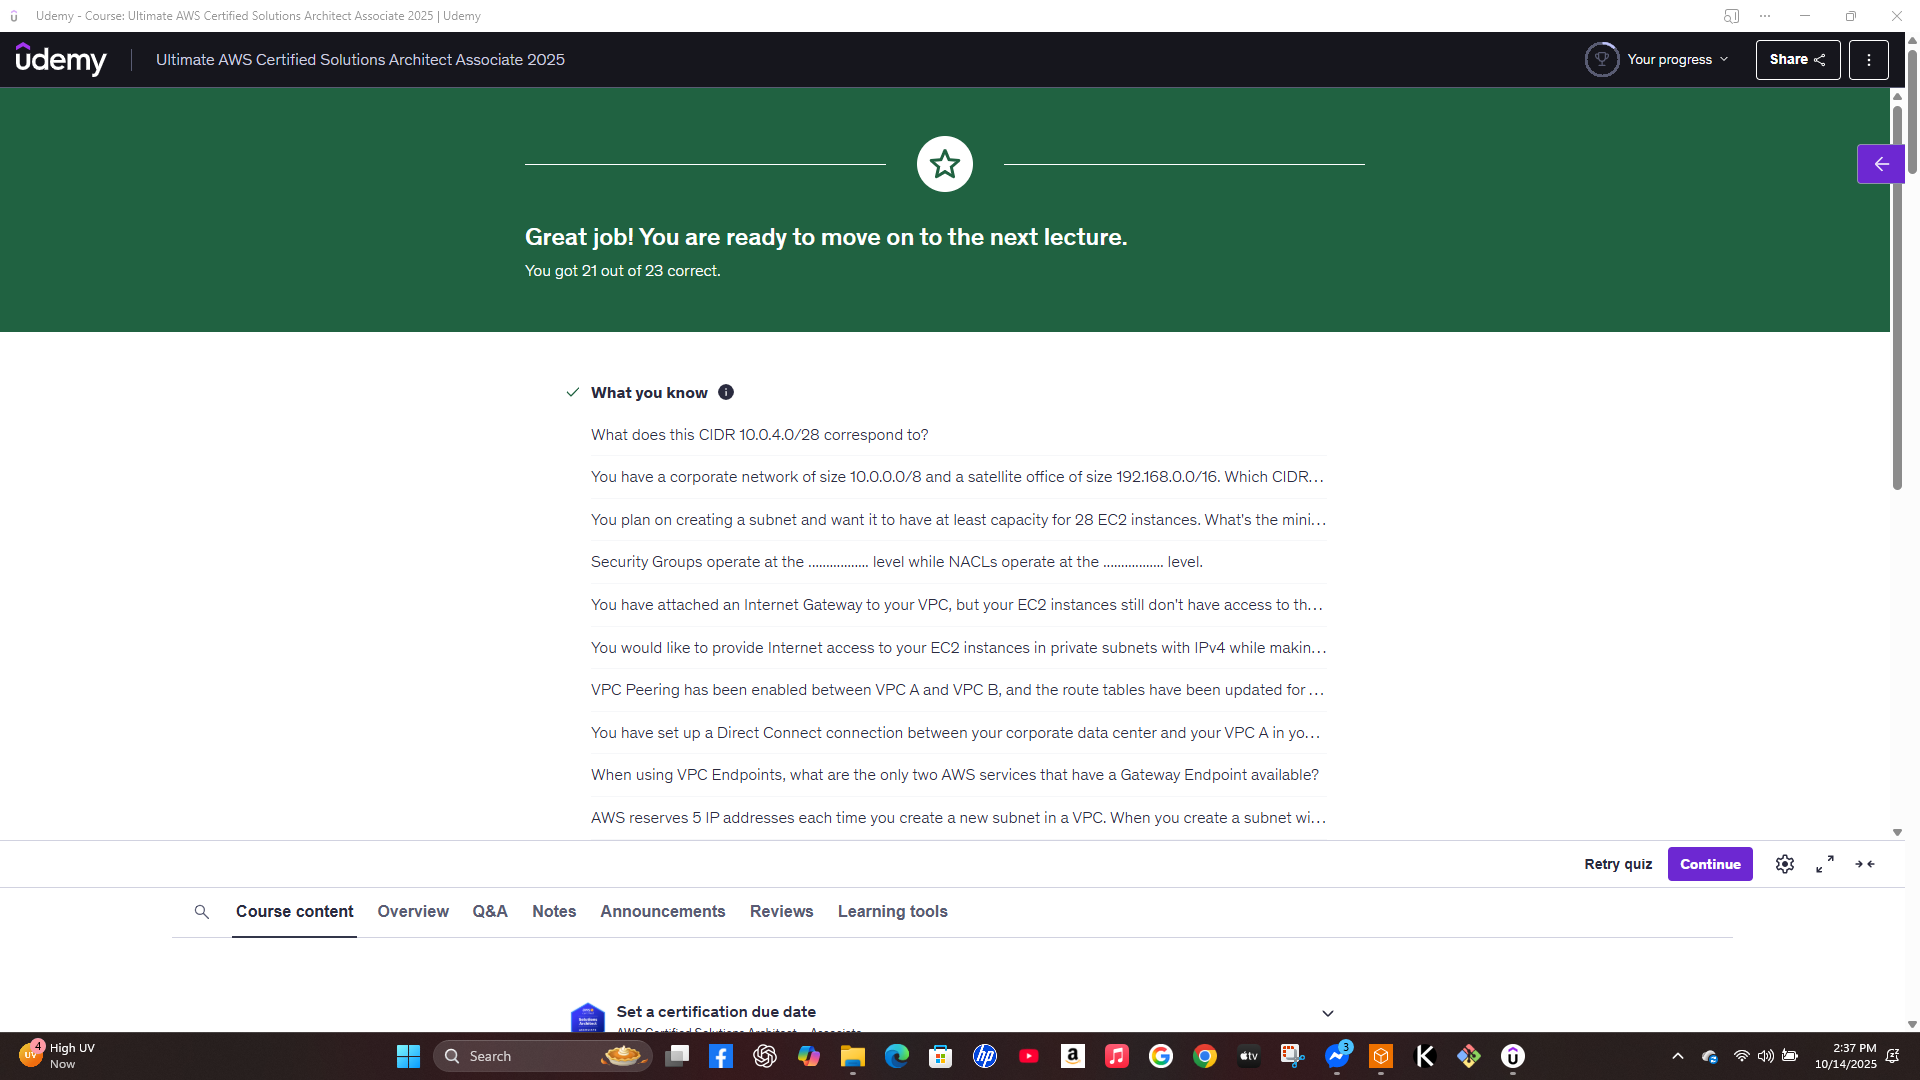 Udemy - Course: Ultimate AWS Certified Solutions Architect Associate 2025 | Udemy
udemy
Ultimate AWS Certified Solutions Architect Associate 2025
Your progress
Share
Great job! You are ready to move on to the next lecture.
You got 21 out of 23 correct.
What you know
What does this CIDR 10.0.4.0/28 correspond to?
You have a corporate network of size 10.0.0.0/8 and a satellite office of size 192.168.0.0/16. Which CIDR...
You plan on creating a subnet and want it to have at least capacity for 28 EC2 instances. What's the mini...
Security Groups operate at the ................. level while NACLs operate at the ................. level.
You have attached an Internet Gateway to your VPC, but your EC2 instances still don't have access to th...
You would like to provide Internet access to your EC2 instances in private subnets with IPv4 while makin...
VPC Peering has been enabled between VPC A and VPC B, and the route tables have been updated for ...
You have set up a Direct Connect connection between your corporate data center and your VPC A in yo...
When using VPC Endpoints, what are the only two AWS services that have a Gateway Endpoint available?
AWS reserves 5 IP addresses each time you create a new subnet in a VPC. When you create a subnet wi...
Retry quiz
Continue
Course content
Overview
Q&A
Notes
Announcements
Reviews
Learning tools
Set a certification due date
AWS Certified Solutions Architect - Associate
4
UV
High UV
Now
Search
hp
a
tv
3
K
2:37 PM
10/14/2025